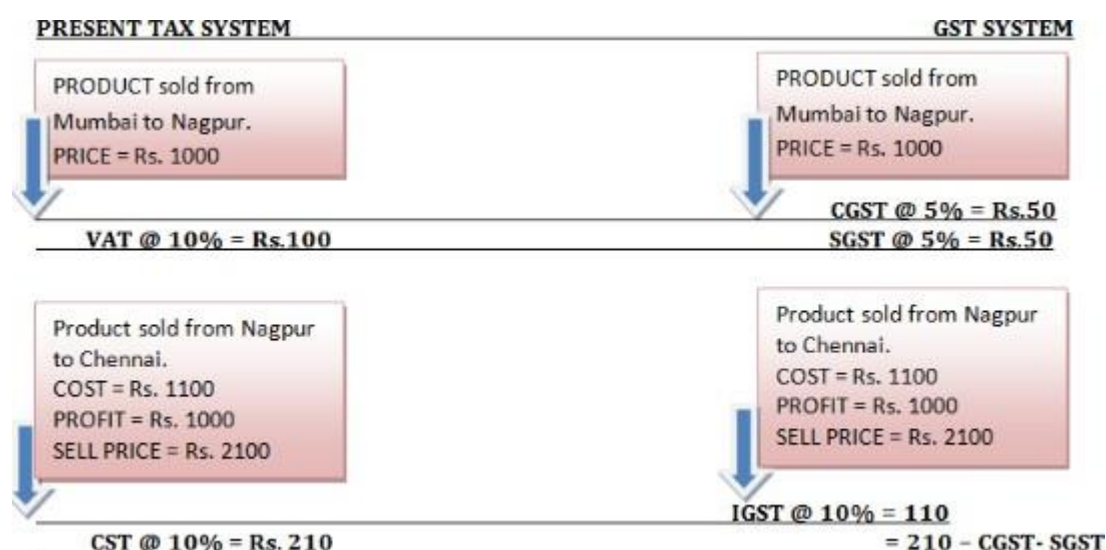 PRESENT TAX SYSTEM
GST SYSTEM
PRODUCT sold from
Mumbai to Nagpur.
PRICE = Rs. 1000
PRODUCT sold from
Mumbai to Nagpur.
PRICE = Rs. 1000
VAT @ 10% = Rs.100
CGST @ 5% = Rs.50
SGST @ 5% = Rs.50
Product sold from Nagpur
to Chennai.
COST = Rs. 1100
PROFIT = Rs. 1000
SELL PRICE = Rs. 2100
Product sold from Nagpur
to Chennai.
COST = Rs. 1100
PROFIT = Rs. 1000
SELL PRICE = Rs. 2100
CST @ 10% = Rs. 210
IGST @ 10% = 110
= 210 – CGST- SGST